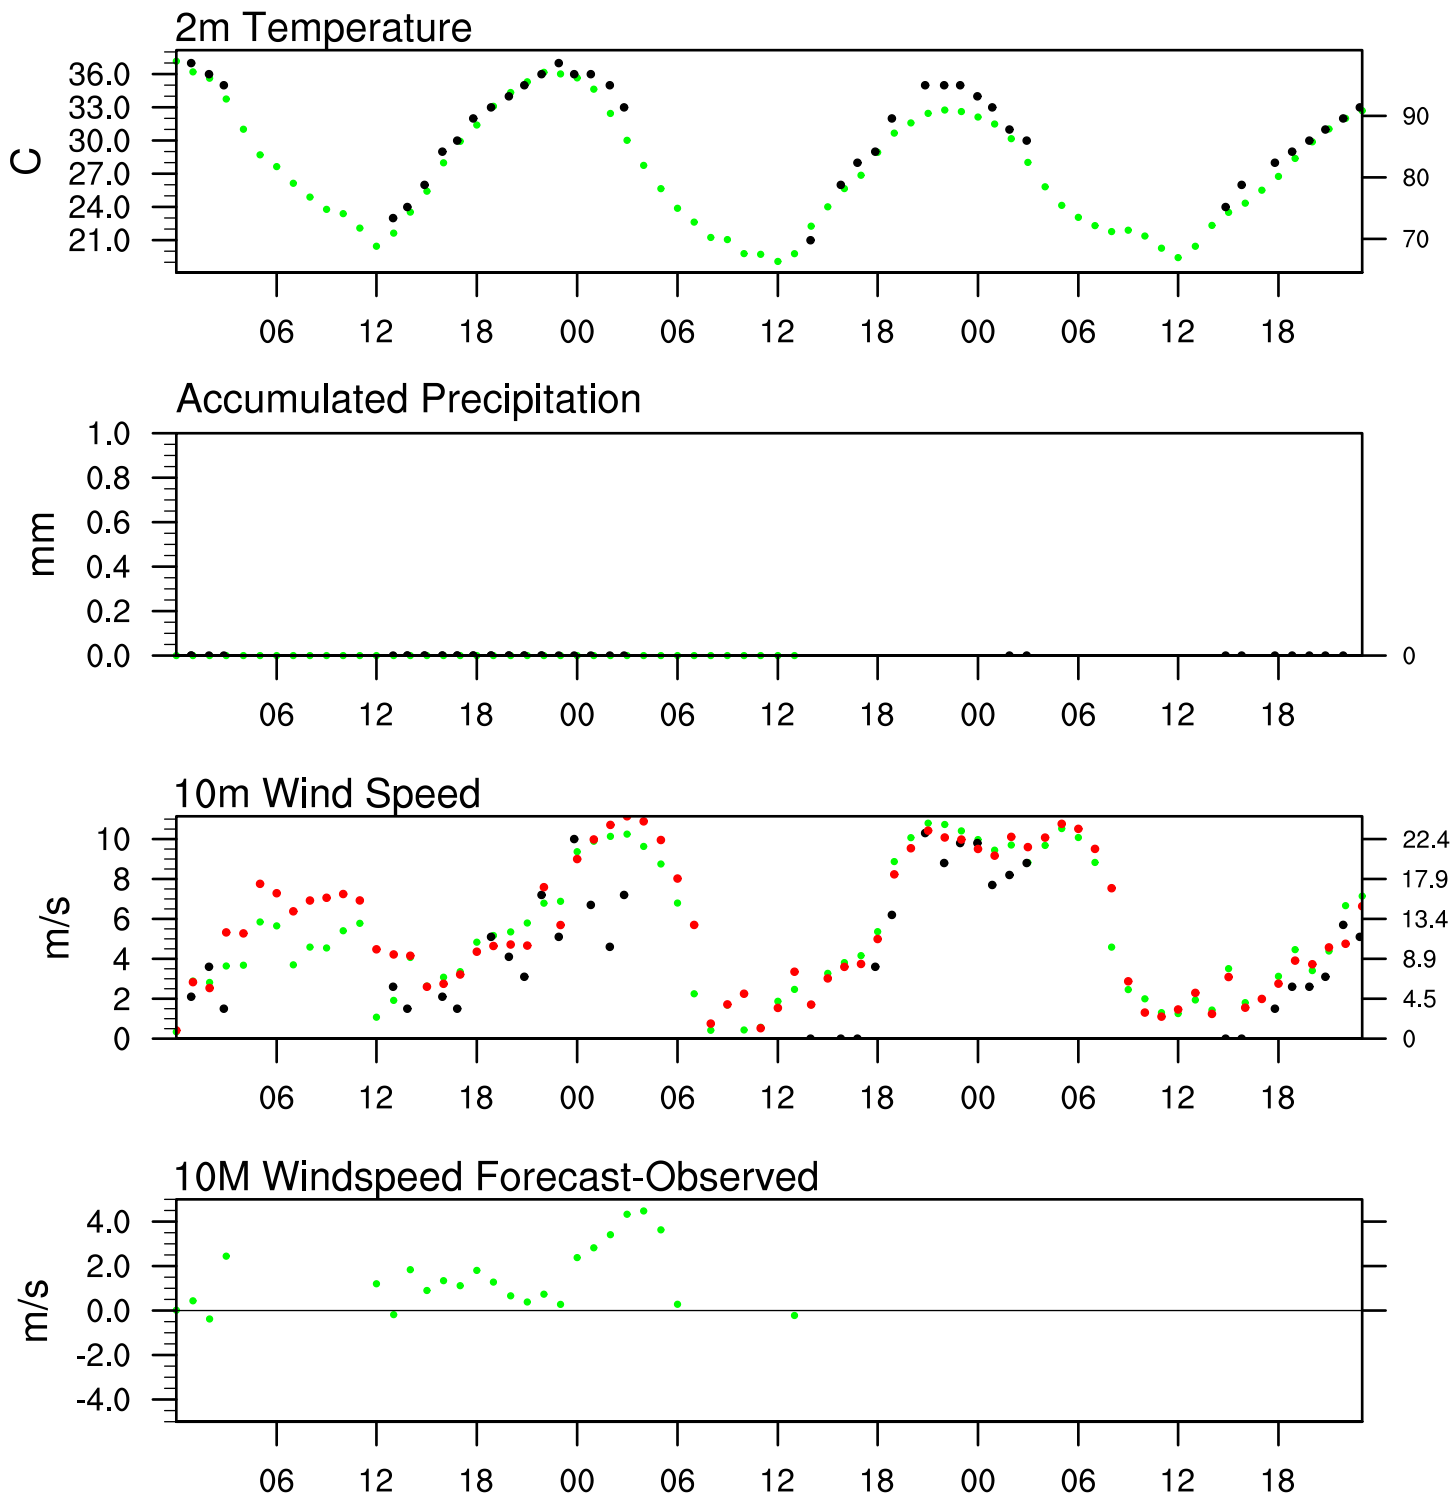 2m Temperature
36.0
33.0
30.0
27.0
24.0
21.0
C
90
80
70
06 12 18 00 06 12 18 00 06 12 18
Accumulated Precipitation
1.0
0.8
0.6
0.4
0.2
0.0
mm
0
06 12 18 00 06 12 18 00 06 12 18
10m Wind Speed
10
8
6
4
2
0
m/s
22.4
17.9
13.4
8.9
4.5
0
06 12 18 00 06 12 18 00 06 12 18
10M Windspeed Forecast-Observed
4.0
2.0
0.0
-2.0
-4.0
m/s
06 12 18 00 06 12 18 00 06 12 18